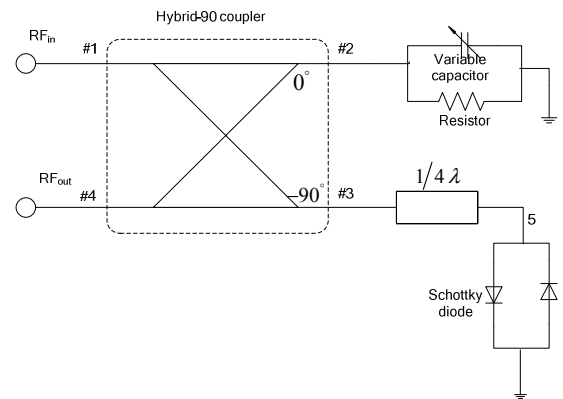 Hybrid-90 coupler
RFin
#1
#2
0°
Variable
capacitor
Resistor
RFout
#4
-90°
#3
1/4 λ
5
Schottky
diode